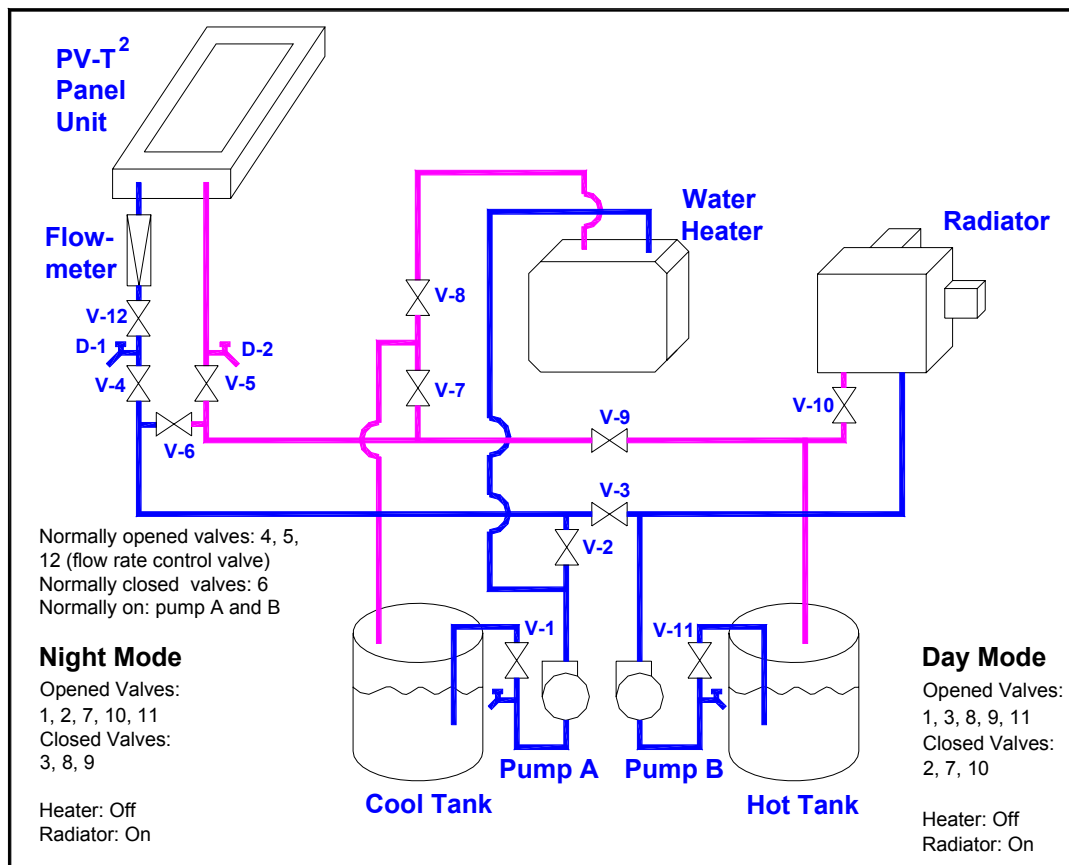 PV-T²
Panel
Unit
Flow-
meter
V-12
D-1
D-2
V-4
V-5
V-6
V-8
V-7
Water
Heater
Radiator
V-10
V-9
V-3
V-2
Normally opened valves: 4, 5,
12 (flow rate control valve)
Normally closed valves: 6
Normally on: pump A and B
Night Mode
Opened Valves:
1, 2, 7, 10, 11
Closed Valves:
3, 8, 9
Heater: Off
Radiator: On
V-1
V-11
Pump A
Pump B
Cool Tank
Hot Tank
Day Mode
Opened Valves:
1, 3, 8, 9, 11
Closed Valves:
2, 7, 10
Heater: Off
Radiator: On